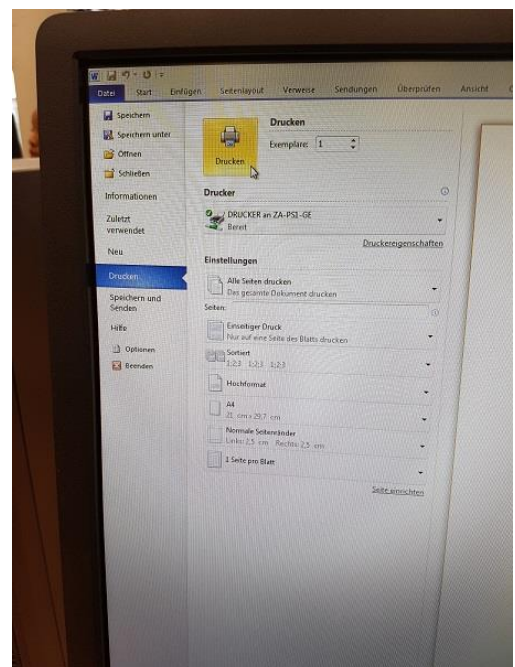 Datei Start Einfügen Seitenlayout Verweise Sendungen Überprüfen Ansicht
Speichern
Speichern unter
Öffnen
Schließen
Informationen
Zuletzt
verwendet
Neu
Drucken
Speichern und
Senden
Hilfe
Optionen
Beenden
Drucken
Drucken
Exemplare: 1
Drucker
DRUCKER an ZA-PSI-GE
Bereit
Druckereigenschaften
Einstellungen
Alle Seiten drucken
Das gesamte Dokument drucken
Seiten:
Einseitiger Druck
Nur auf eine Seite des Blatts drucken
Sortiert
1;2;3 1;2;3 1;2;3
Hochformat
A4
21 cm x 29,7 cm
Normale Seitenränder
Links: 2,5 cm Rechts: 2,5 cm
1 Seite pro Blatt
Seite einrichten